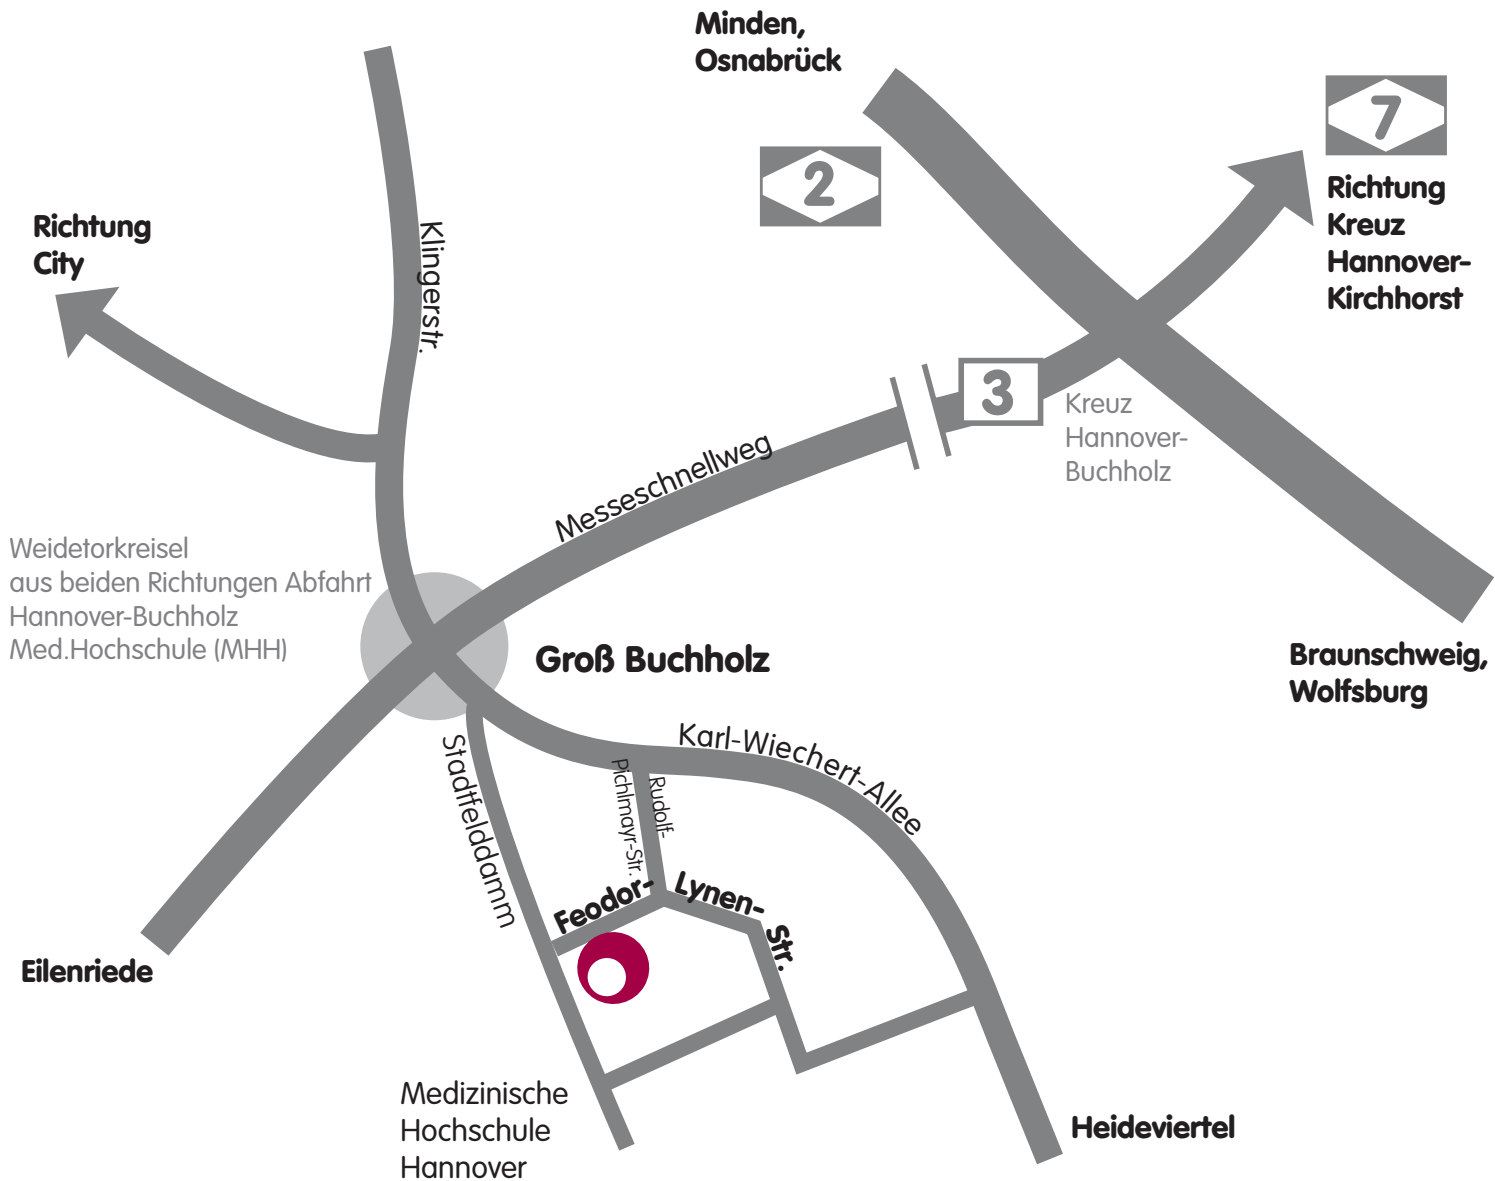 Minden,
Osnabrück
7
2
Richtung
Kreuz
Hannover-
Kirchhorst
Richtung
City
Klingerstr.
3
Kreuz
Hannover-
Buchholz
Messeschnellweg
Weidetorkreisel
aus beiden Richtungen Abfahrt
Hannover-Buchholz
Med.Hochschule (MHH)
Groß Buchholz
Braunschweig,
Wolfsburg
Karl-Wiechert-Allee
Stadtfelddamm
Rudolf-
Pichlmayr-Str.
Feodor-
Lynen-
Str.
Eilenriede
Medizinische
Hochschule
Hannover
Heideviertel